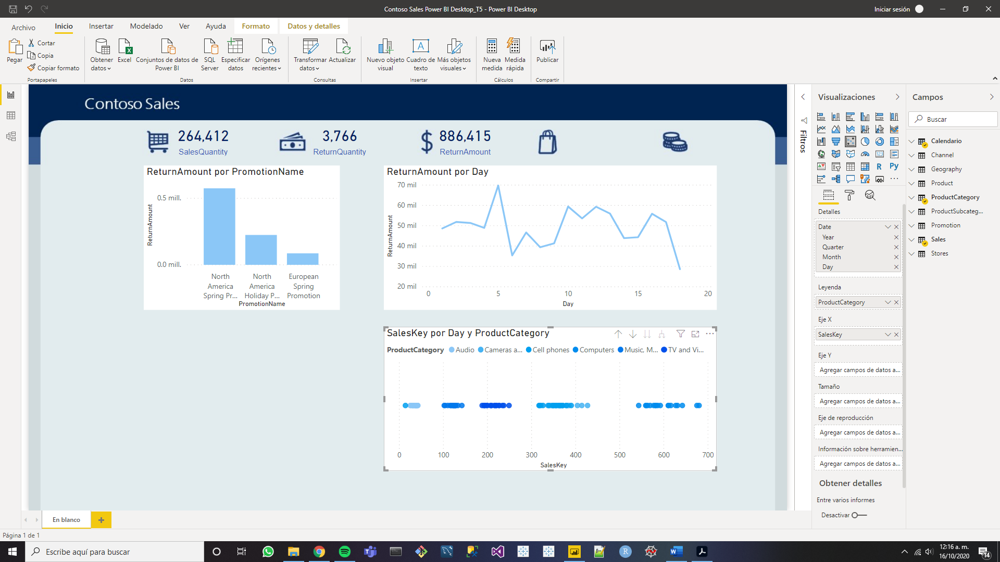 Contoso Sales Power BI Desktop_T5 - Power BI Desktop
Iniciar sesión
Archivo
Inicio
Insertar
Modelado
Ver
Ayuda
Formato
Datos y detalles
Pegar
Cortar
Copia
Copiar formato
Portapapeles
Obtener datos
Excel
Conjuntos de datos de Power BI
SQL Server
Especificar datos
Orígenes recientes
Datos
Transformar datos
Actualizar
Consultas
Nuevo objeto visual
Cuadro de texto
Más objetos visuales
Insertar
Nueva medida
Medida rápida
Cálculos
Publicar
Compartir
Contoso Sales
264,412
SalesQuantity
3,766
ReturnQuantity
886,415
ReturnAmount
ReturnAmount por PromotionName
ReturnAmount
0.5 mill.
0.0 mill.
North America Spring Pr...
North America Holiday P...
European Spring Promotion
PromotionName
ReturnAmount por Day
ReturnAmount
70 mil
60 mil
50 mil
40 mil
30 mil
20 mil
0 5 10 15 20
Day
SalesKey por Day y ProductCategory
ProductCategory Audio Cameras a... Cell phones Computers Music, M... TV and Vi...
0 100 200 300 400 500 600 700
SalesKey
Filtros
Visualizaciones
R
Py
Detalles
Date
Year
Quarter
Month
Day
Leyenda
ProductCategory
Eje X
SalesKey
Eje Y
Agregar campos de datos a...
Tamaño
Agregar campos de datos a...
Eje de reproducción
Agregar campos de datos a...
Información sobre herramien...
Agregar campos de datos a...
Obtener detalles
Entre varios informes
Desactivar
Campos
Buscar
Calendario
Channel
Geography
Product
ProductCategory
ProductSubcateg...
Promotion
Sales
Stores
En blanco
Página 1 de 1
Escribe aquí para buscar
12:16 a. m.
16/10/2020
14